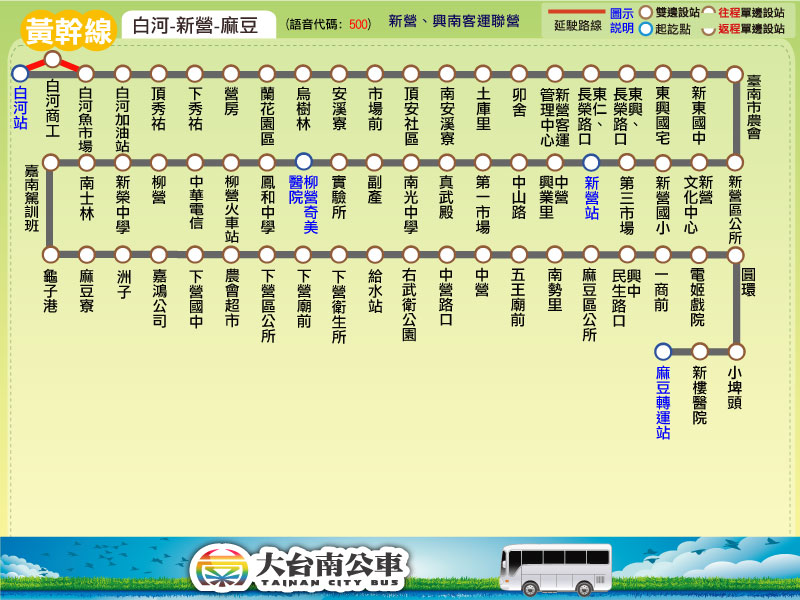 黃幹線
白河-新營-麻豆
(語音代碼: 500)
新營、興南客運聯營
延駛路線
圖示說明
雙邊設站
往程單邊設站
起訖點
返程單邊設站
白河站
白河商工
白河魚市場
白河加油站
頂秀祐
下秀祐
營房
蘭花園區
烏樹林
安溪寮
市場前
頂安社區
南安溪寮
土庫里
卯舍
新營客運管理中心
東仁、長榮路口
東興、長榮路口
東興國宅
新東國中
臺南市農會
新營區公所
新營文化中心
新營國小
第三市場
新營站
中營興業里
中山路
第一市場
真武殿
南光中學
副產
實驗所
柳營奇美醫院
鳳和中學
柳營火車站
中華電信
柳營
新榮中學
南士林
嘉南駕訓班
龜子港
麻豆寮
洲子
嘉鴻公司
下營國中
農會超市
下營區公所
下營廟前
下營衛生所
給水站
右武衛公園
中營路口
中營
五王廟前
南勢里
麻豆區公所
興中民生路口
一商前
電姬戲院
圓環
小埤頭
新樓醫院
麻豆轉運站
大台南公車
TAINAN CITY BUS